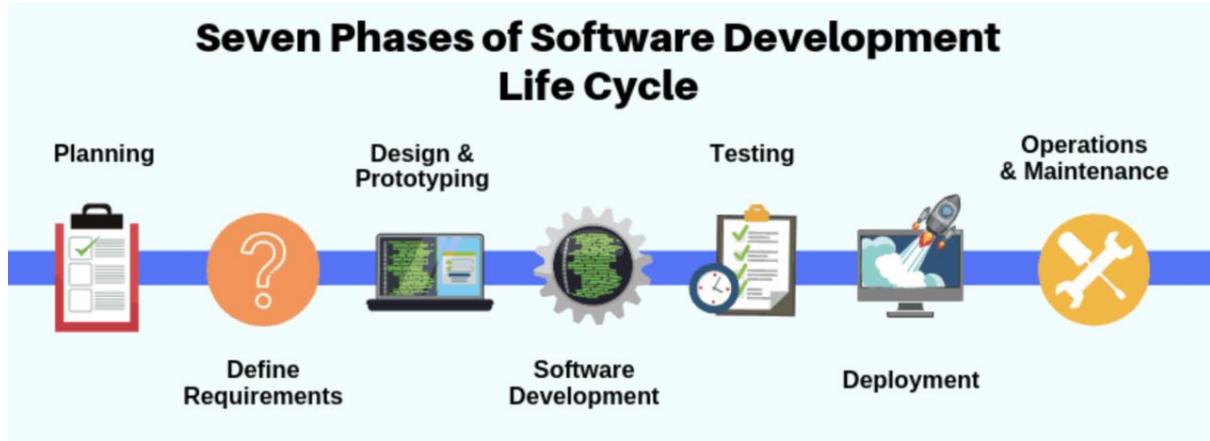 Seven Phases of Software Development
Life Cycle
Planning
Define
Requirements
Design &
Prototyping
Software
Development
Testing
Deployment
Operations
& Maintenance